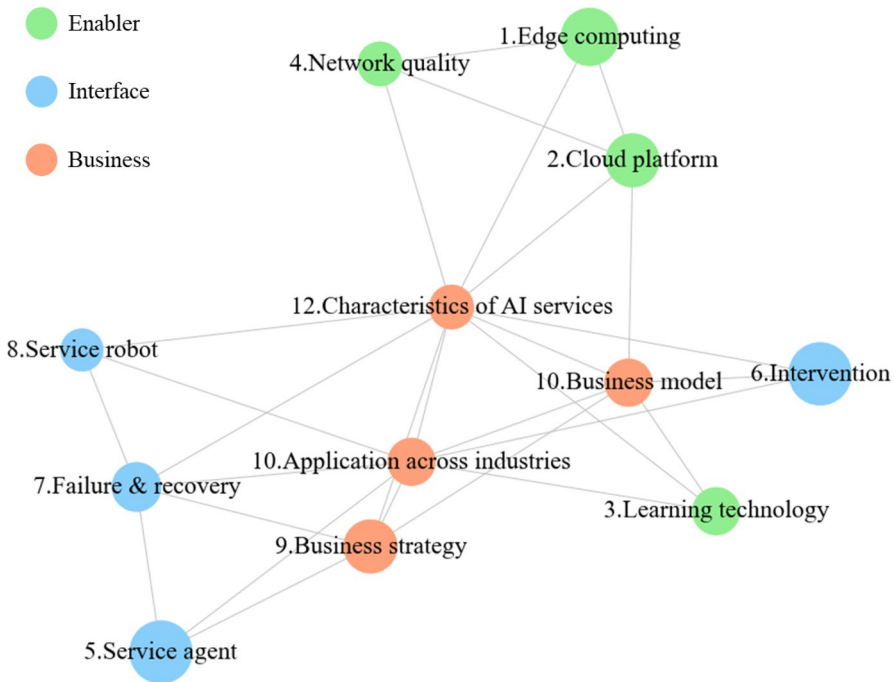 Enabler
Interface
Business
1.Edge computing
4.Network quality
2.Cloud platform
12.Characteristics of AI services
8.Service robot
10.Business model
6.Intervention
10.Application across industries
7.Failure & recovery
3.Learning technology
9.Business strategy
5.Service agent